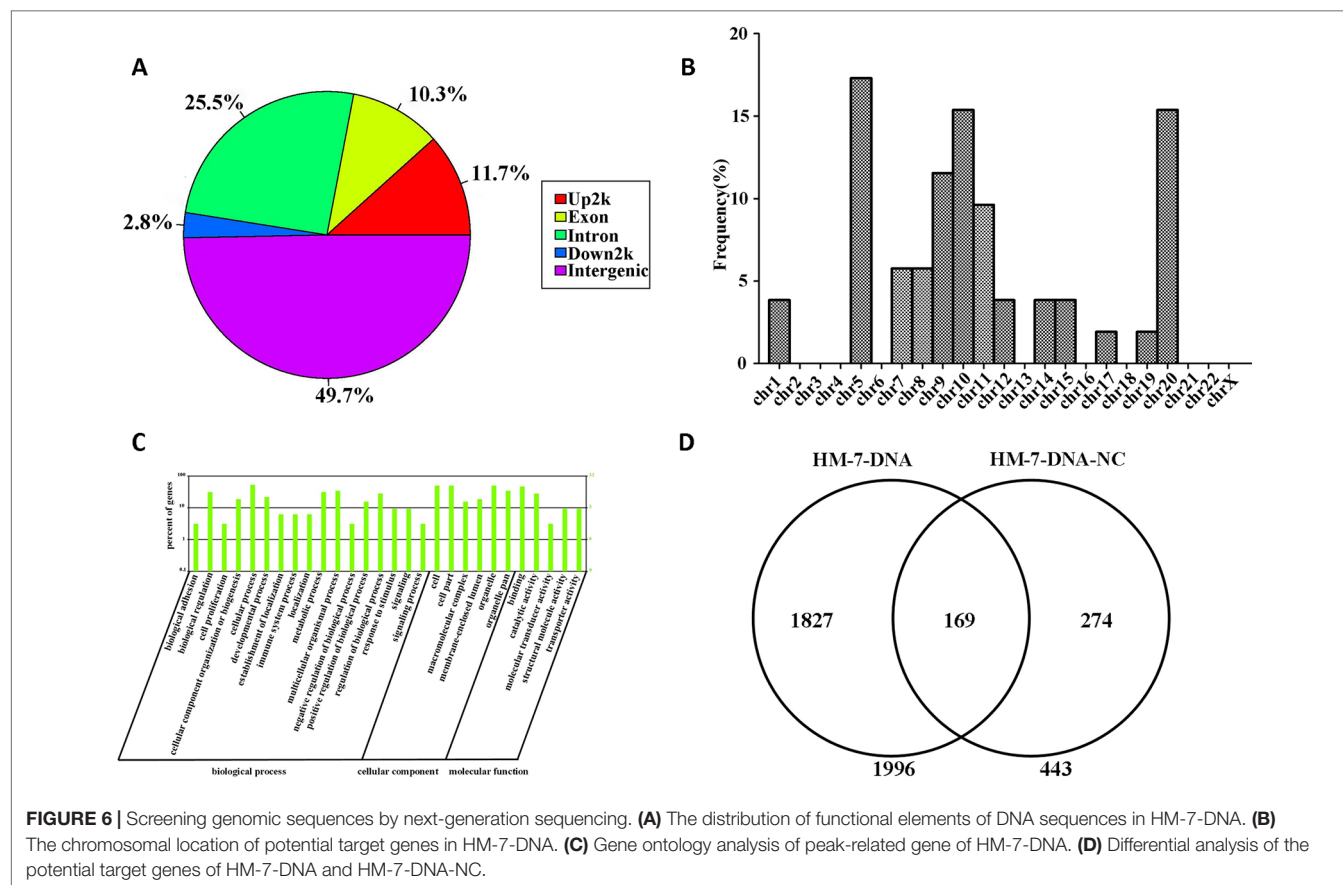 A
25.5%
10.3%
11.7%
2.8%
49.7%
Up2k
Exon
Intron
Down2k
Intergenic
B
Frequency(%)
20
15
10
5
0
chr1
chr2
chr3
chr4
chr5
chr6
chr7
chr8
chr9
chr10
chr11
chr12
chr13
chr14
chr15
chr16
chr17
chr18
chr19
chr20
chr21
chr22
chrX
C
percent of genes
100
10
1
0.1
biological adhesion
biological regulation
cell proliferation
cellular component organization or biogenesis
cellular process
developmental process
establishment of localization
immune system process
localization
metabolic process
multicellular organismal process
negative regulation of biological process
positive regulation of biological process
regulation of biological process
response to stimulus
signaling
signaling process
cell
cell part
macromolecular complex
membrane-enclosed lumen
organelle
organelle part
binding
catalytic activity
molecular transducer activity
structural molecule activity
transporter activity
biological process
cellular component
molecular function
D
HM-7-DNA
HM-7-DNA-NC
1827
169
274
1996
443
FIGURE 6 | Screening genomic sequences by next-generation sequencing. (A) The distribution of functional elements of DNA sequences in HM-7-DNA. (B)
The chromosomal location of potential target genes in HM-7-DNA. (C) Gene ontology analysis of peak-related gene of HM-7-DNA. (D) Differential analysis of the
potential target genes of HM-7-DNA and HM-7-DNA-NC.